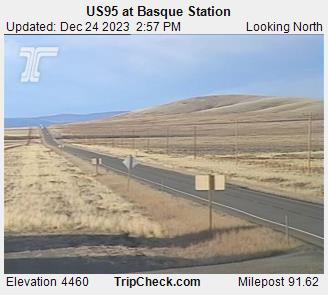 US95 at Basque Station
Updated: Dec 24 2023 2:57 PM Looking North
Elevation 4460 TripCheck.com Milepost 91.62